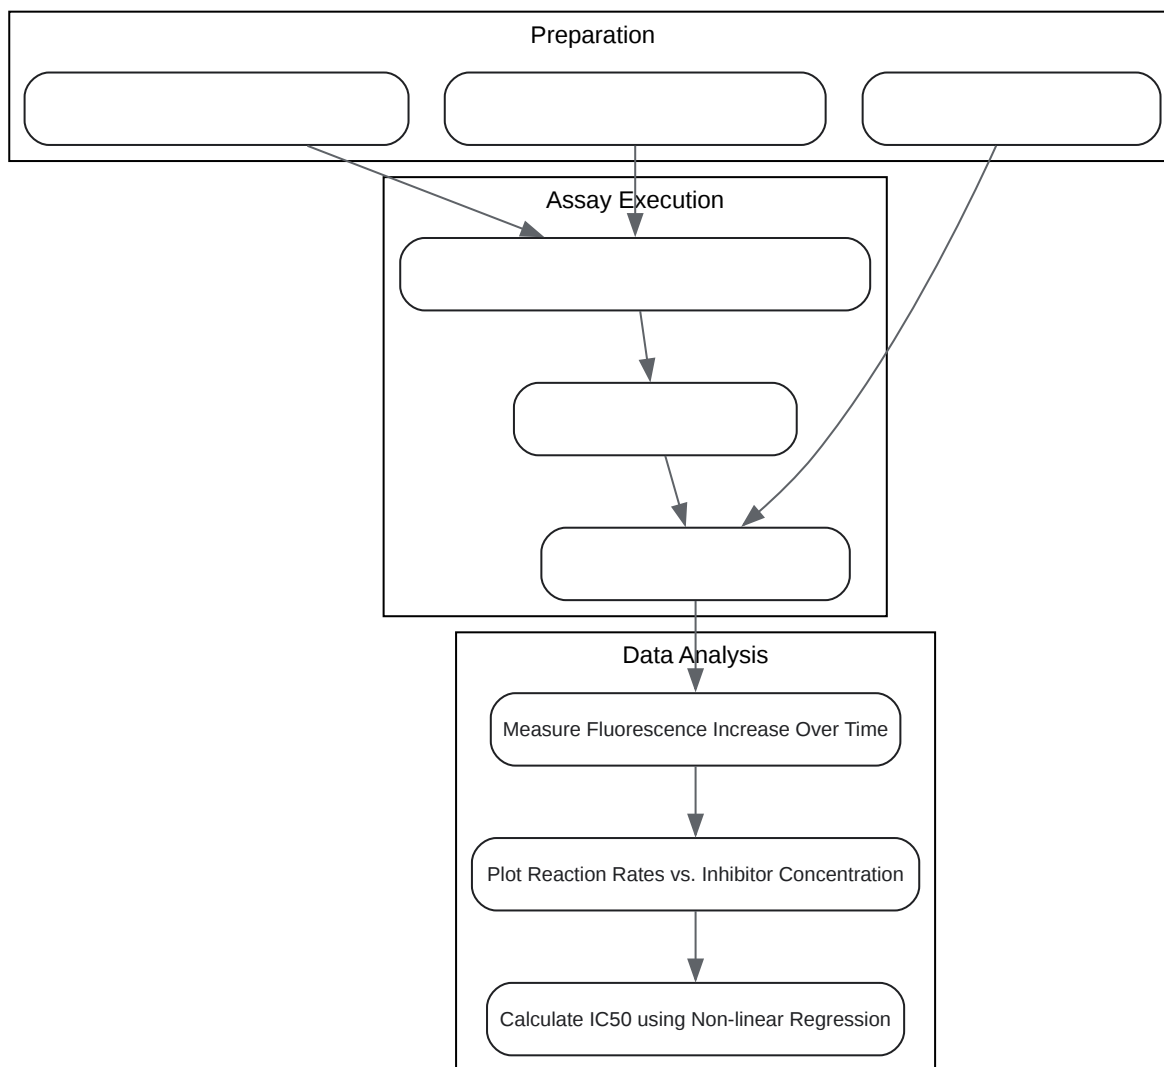 Preparation
Assay Execution
Data Analysis
Measure Fluorescence Increase Over Time
Plot Reaction Rates vs. Inhibitor Concentration
Calculate IC50 using Non-linear Regression